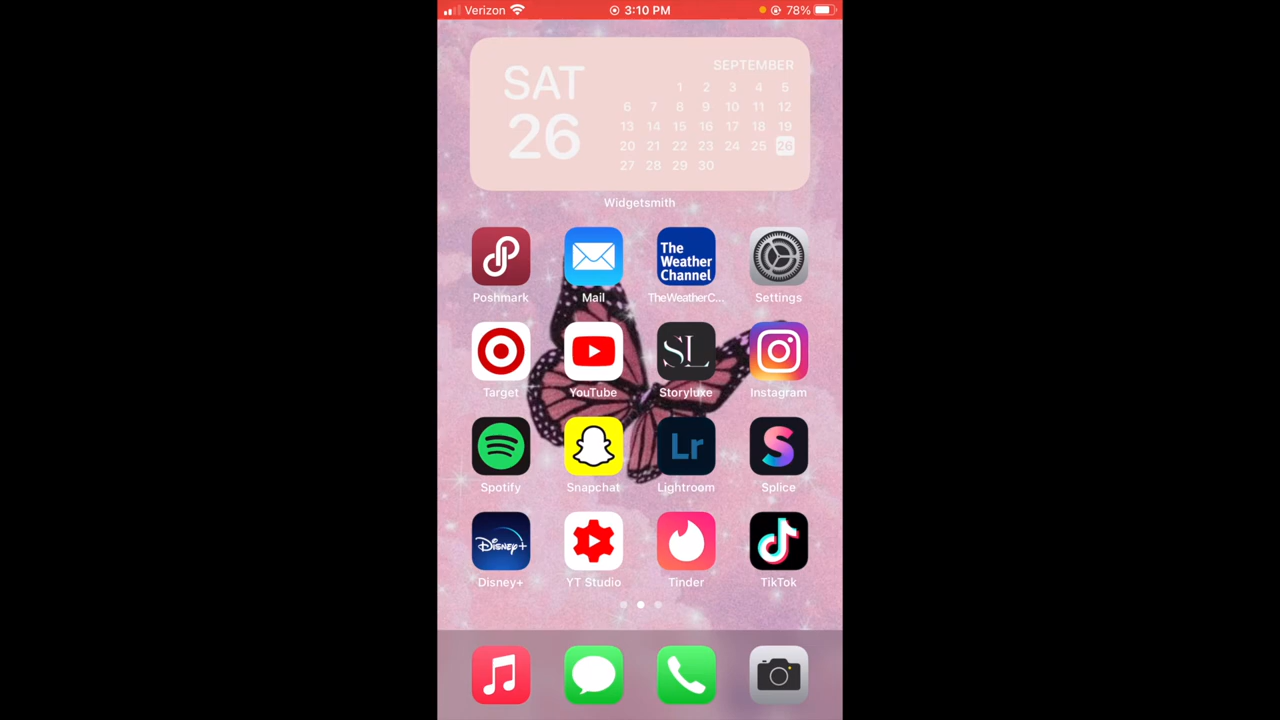 Verizon 3:10 PM 78%
SAT
26
SEPTEMBER
1 2 3 4 5
6 7 8 9 10 11 12
13 14 15 16 17 18 19
20 21 22 23 24 25 26
27 28 29 30
Widgetsmith
The
Weather
Channel
Poshmark Mail TheWeatherC... Settings
SL
Target YouTube Storyluxe Instagram
Lr S
Spotify Snapchat Lightroom Splice
Disney+
Disney+ YT Studio Tinder TikTok